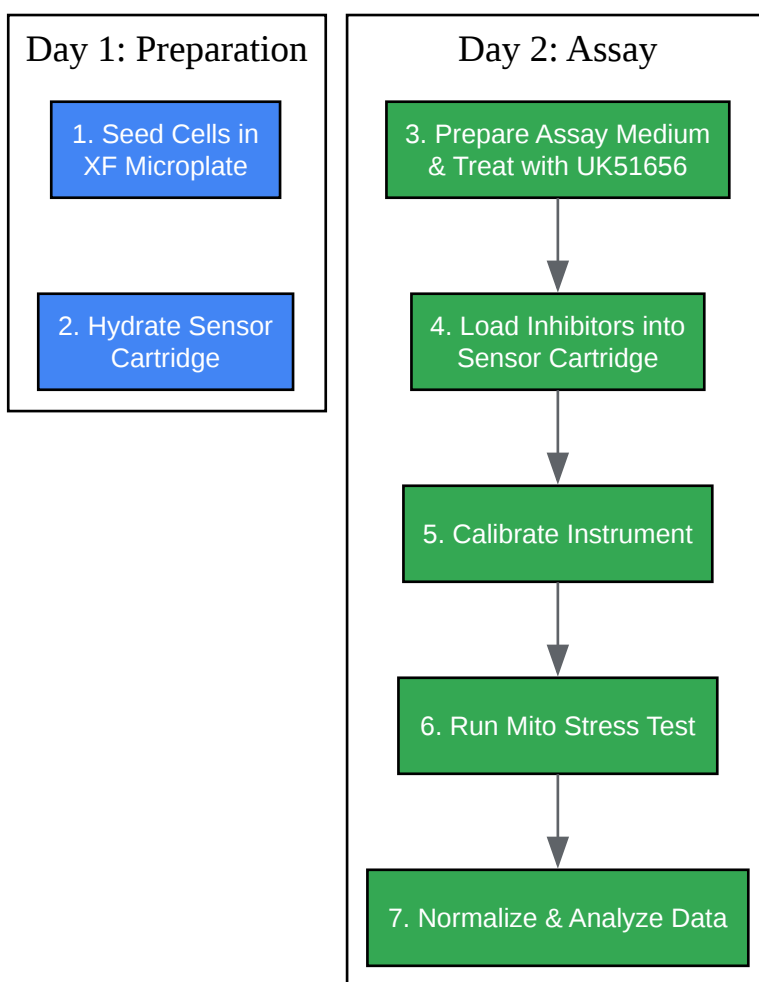 Day 1: Preparation
1. Seed Cells in
XF Microplate
2. Hydrate Sensor
Cartridge
Day 2: Assay
3. Prepare Assay Medium
& Treat with UK51656
4. Load Inhibitors into
Sensor Cartridge
5. Calibrate Instrument
6. Run Mito Stress Test
7. Normalize & Analyze Data